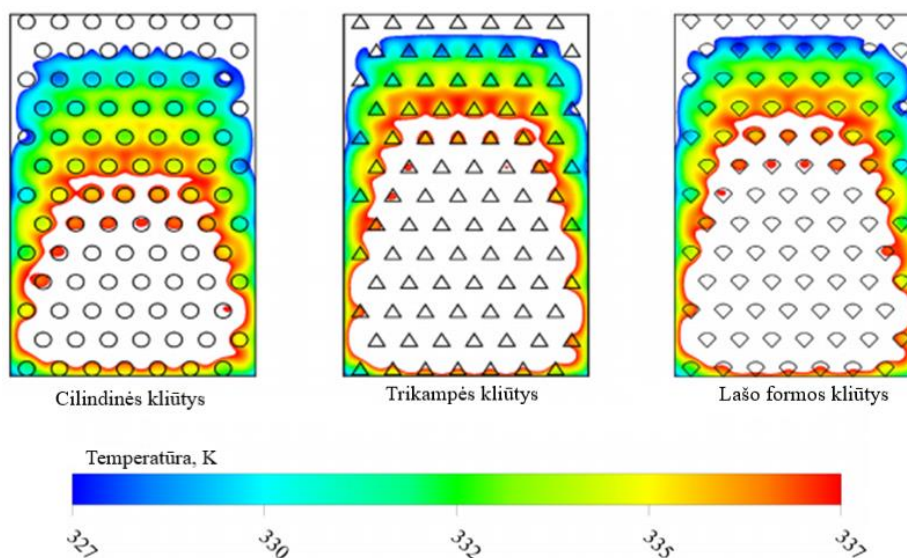 Cilindinės kliūtys
Trikampės kliūtys
Lašo formos kliūtys
Temperatūra, K
327
330
332
335
337